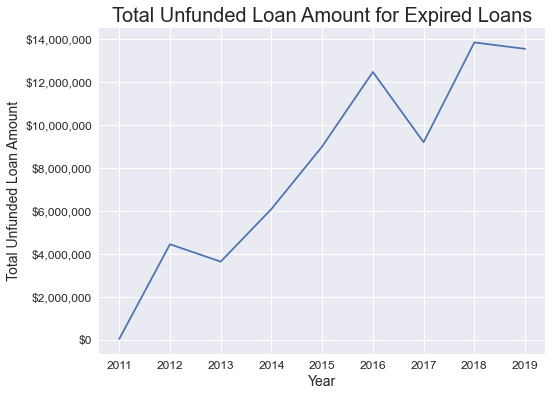 Total Unfunded Loan Amount for Expired Loans
$14,000,000
$12,000,000
$10,000,000
$8,000,000
$6,000,000
$4,000,000
$2,000,000
$0
Total Unfunded Loan Amount
2011 2012 2013 2014 2015 2016 2017 2018 2019
Year